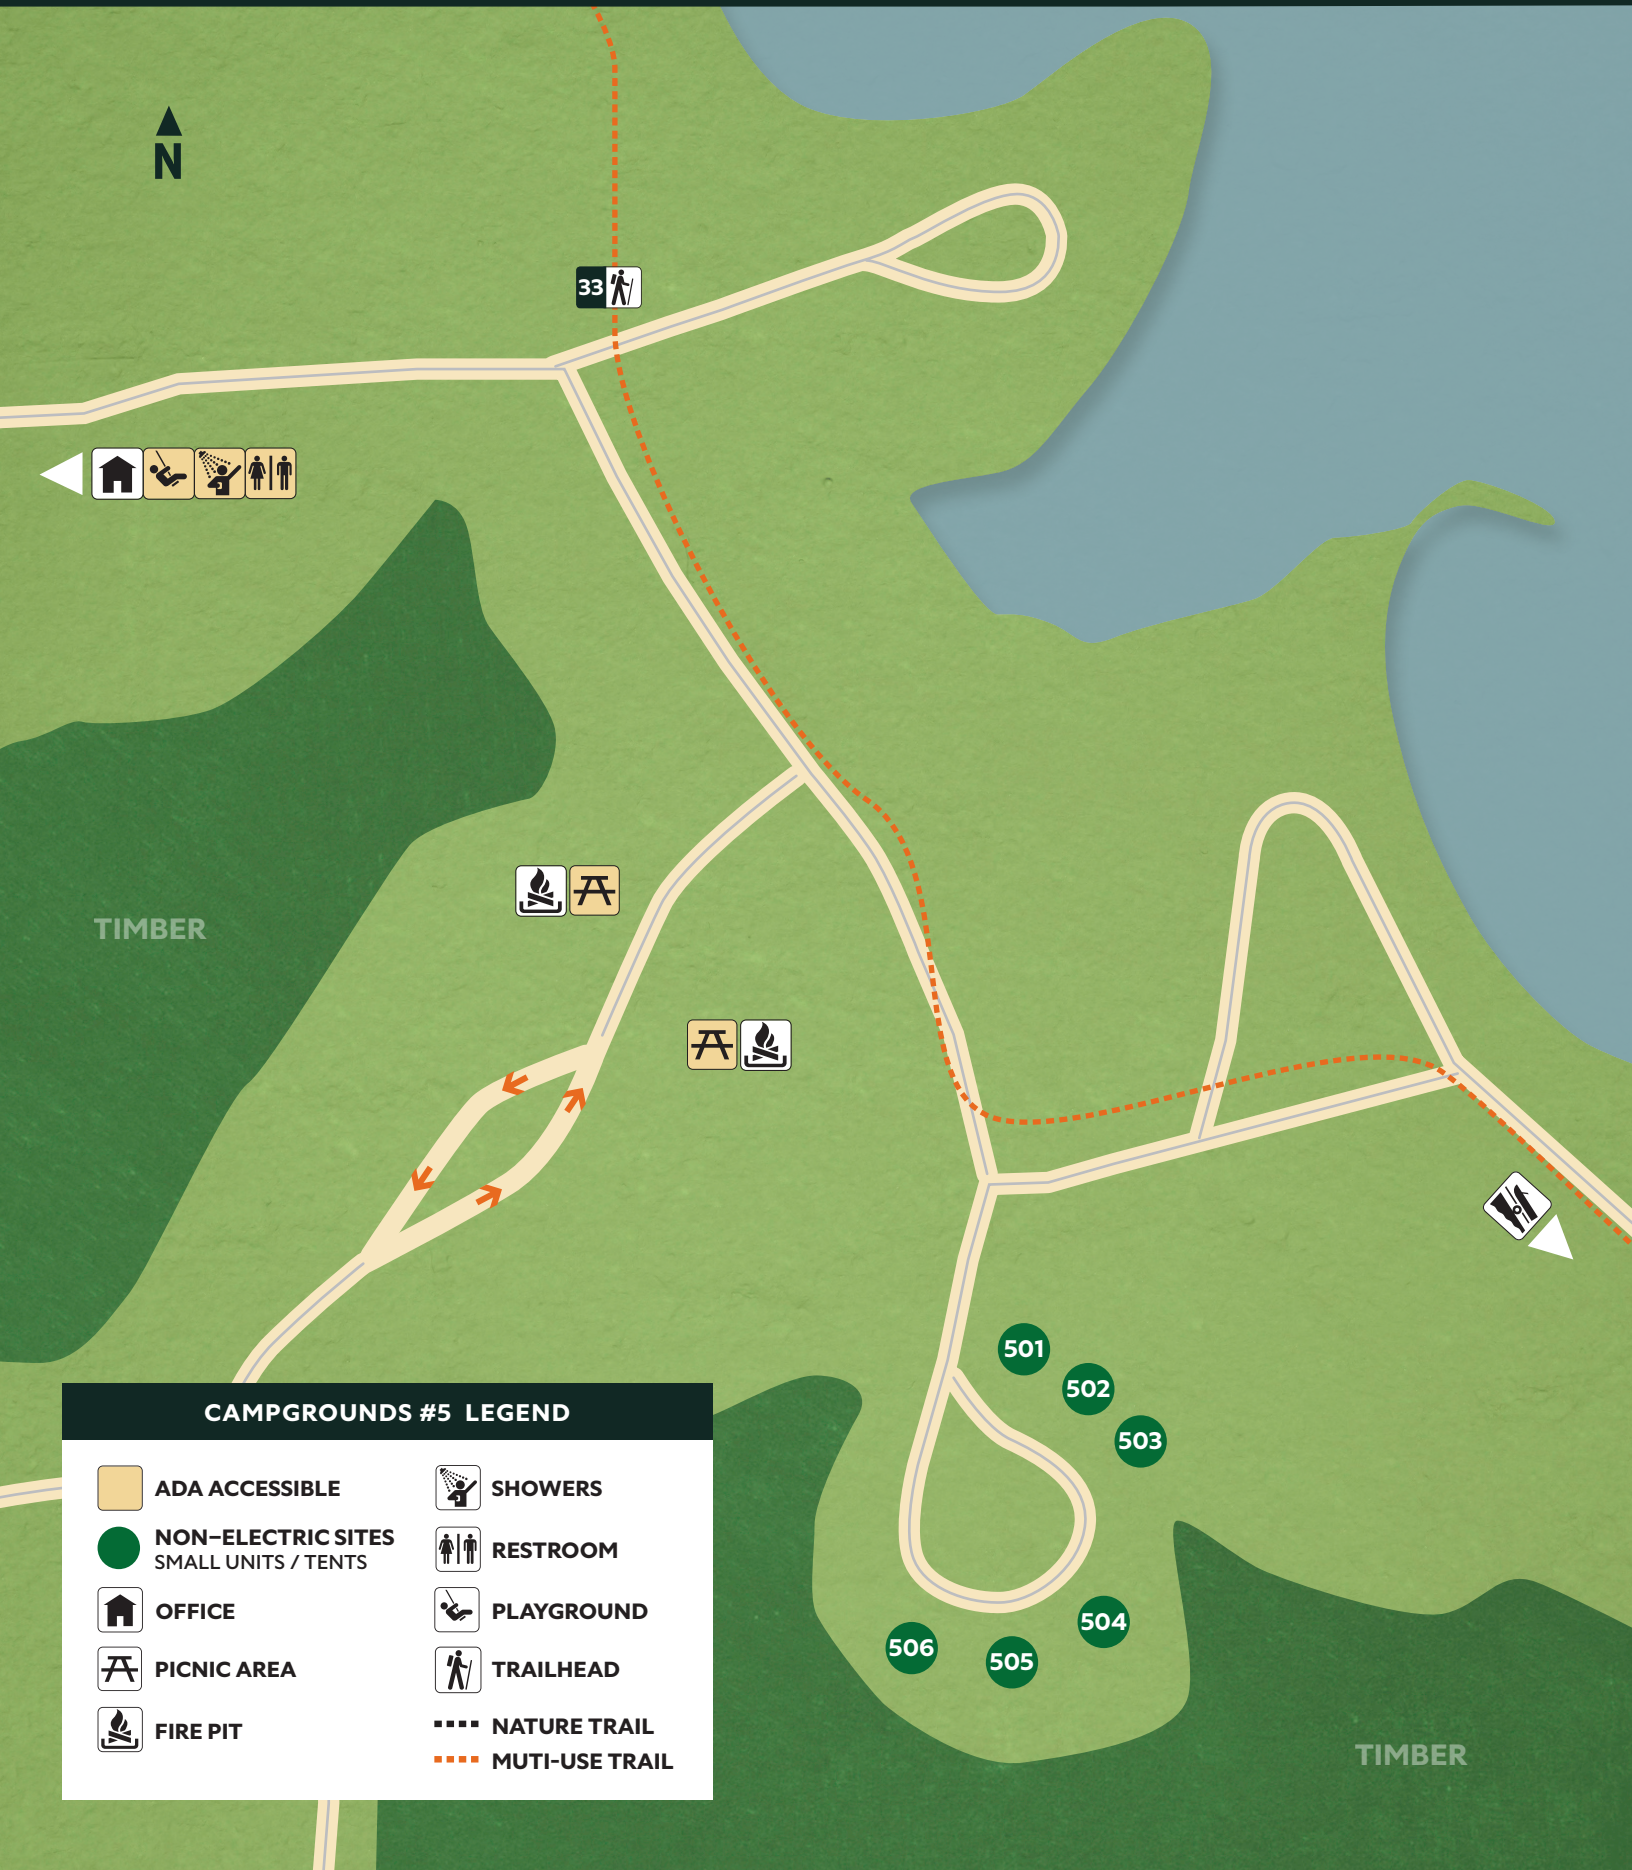 N
33
TIMBER
501
502
503
504
506
505
TIMBER
CAMPGROUNDS #5 LEGEND
ADA ACCESSIBLE
NON-ELECTRIC SITES
SMALL UNITS / TENTS
OFFICE
PICNIC AREA
FIRE PIT
SHOWERS
RESTROOM
PLAYGROUND
TRAILHEAD
NATURE TRAIL
MUTI-USE TRAIL